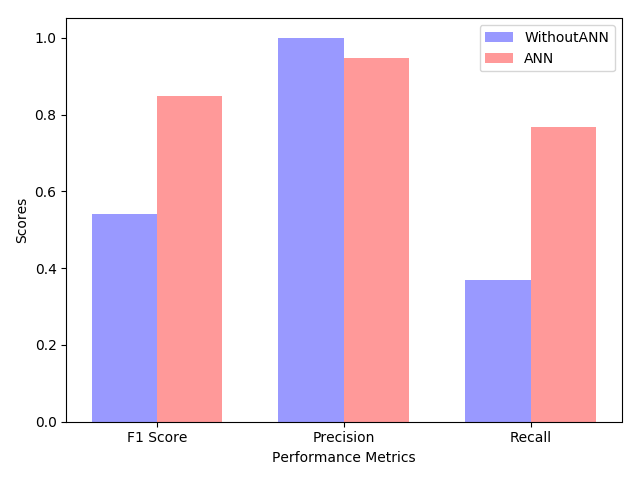 WithoutANN
ANN
1.0
0.8
0.6
0.4
0.2
0.0
Scores
F1 Score Precision Recall
Performance Metrics